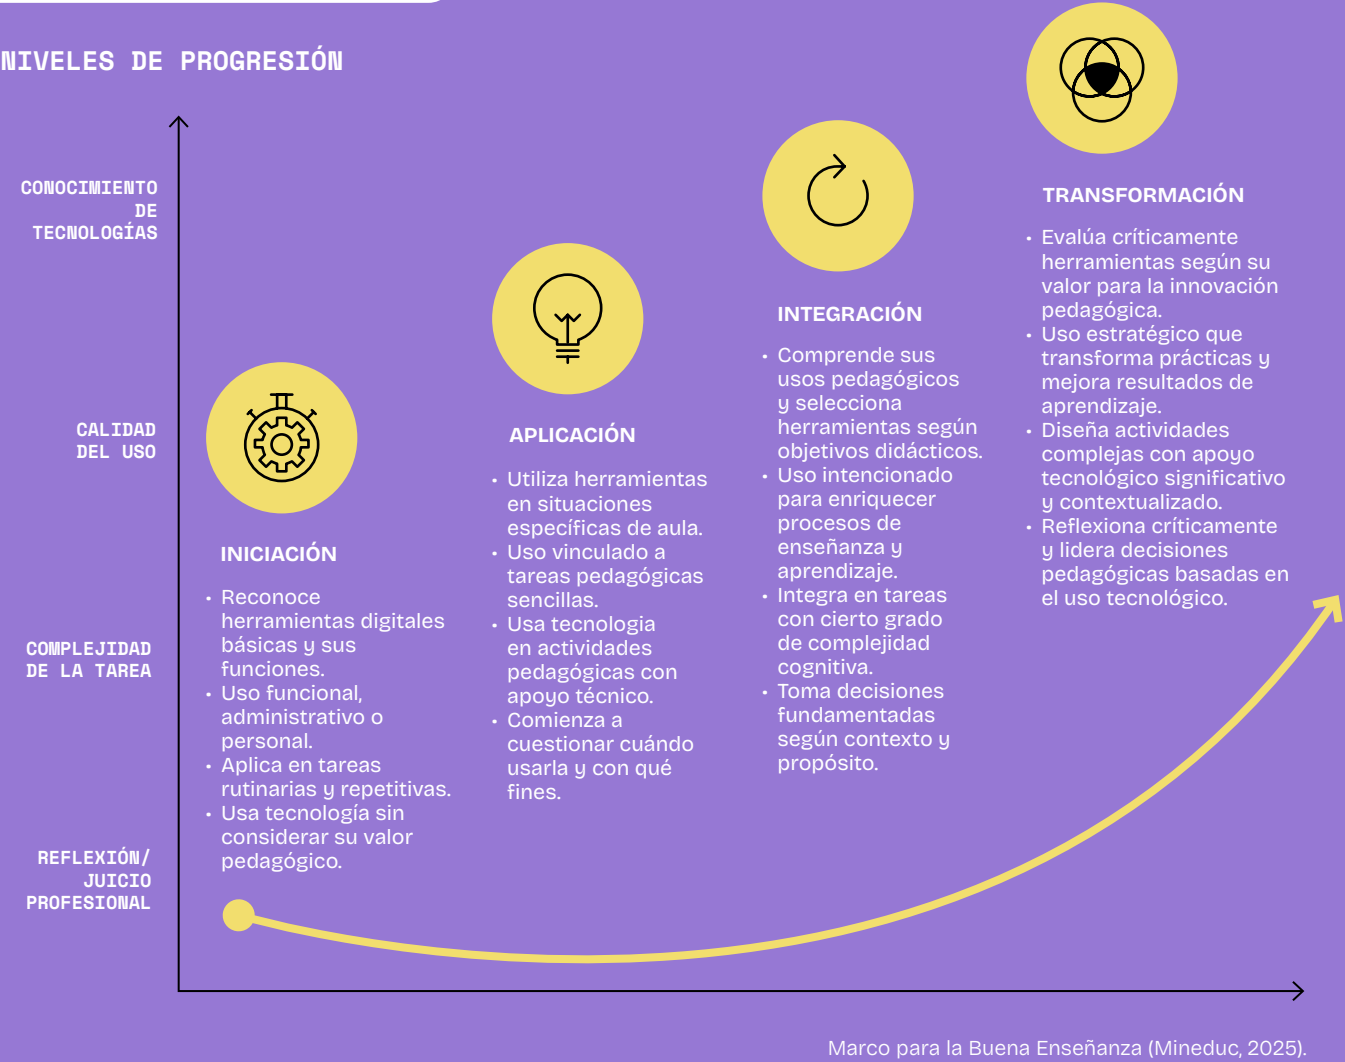 NIVELES DE PROGRESIÓN
CONOCIMIENTO
DE
TECNOLOGÍAS
CALIDAD
DEL USO
COMPLEJIDAD
DE LA TAREA
REFLEXIÓN/
JUICIO
PROFESIONAL
INICIACIÓN
• Reconoce
herramientas digitales
básicas y sus
funciones.
• Uso funcional,
administrativo o
personal.
• Aplica en tareas
rutinarias y repetitivas.
• Usa tecnología sin
considerar su valor
pedagógico.
APLICACIÓN
• Utiliza herramientas
en situaciones
específicas de aula.
• Uso vinculado a
tareas pedagógicas
sencillas.
• Usa tecnologia
en actividades
pedagógicas con
apoyo técnico.
• Comienza a
cuestionar cuándo
usarla y con qué
fines.
INTEGRACIÓN
• Comprende sus
usos pedagógicos
y selecciona
herramientas según
objetivos didácticos.
• Uso intencionado
para enriquecer
procesos de
enseñanza y
aprendizaje.
• Integra en tareas
con cierto grado
de complejidad
cognitiva.
• Toma decisiones
fundamentadas
según contexto y
propósito.
TRANSFORMACIÓN
• Evalúa críticamente
herramientas según su
valor para la innovación
pedagógica.
• Uso estratégico que
transforma prácticas y
mejora resultados de
aprendizaje.
• Diseña actividades
complejas con apoyo
tecnológico significativo
y contextualizado.
• Reflexiona críticamente
y lidera decisiones
pedagógicas basadas en
el uso tecnológico.
Marco para la Buena Enseñanza (Mineduc, 2025).